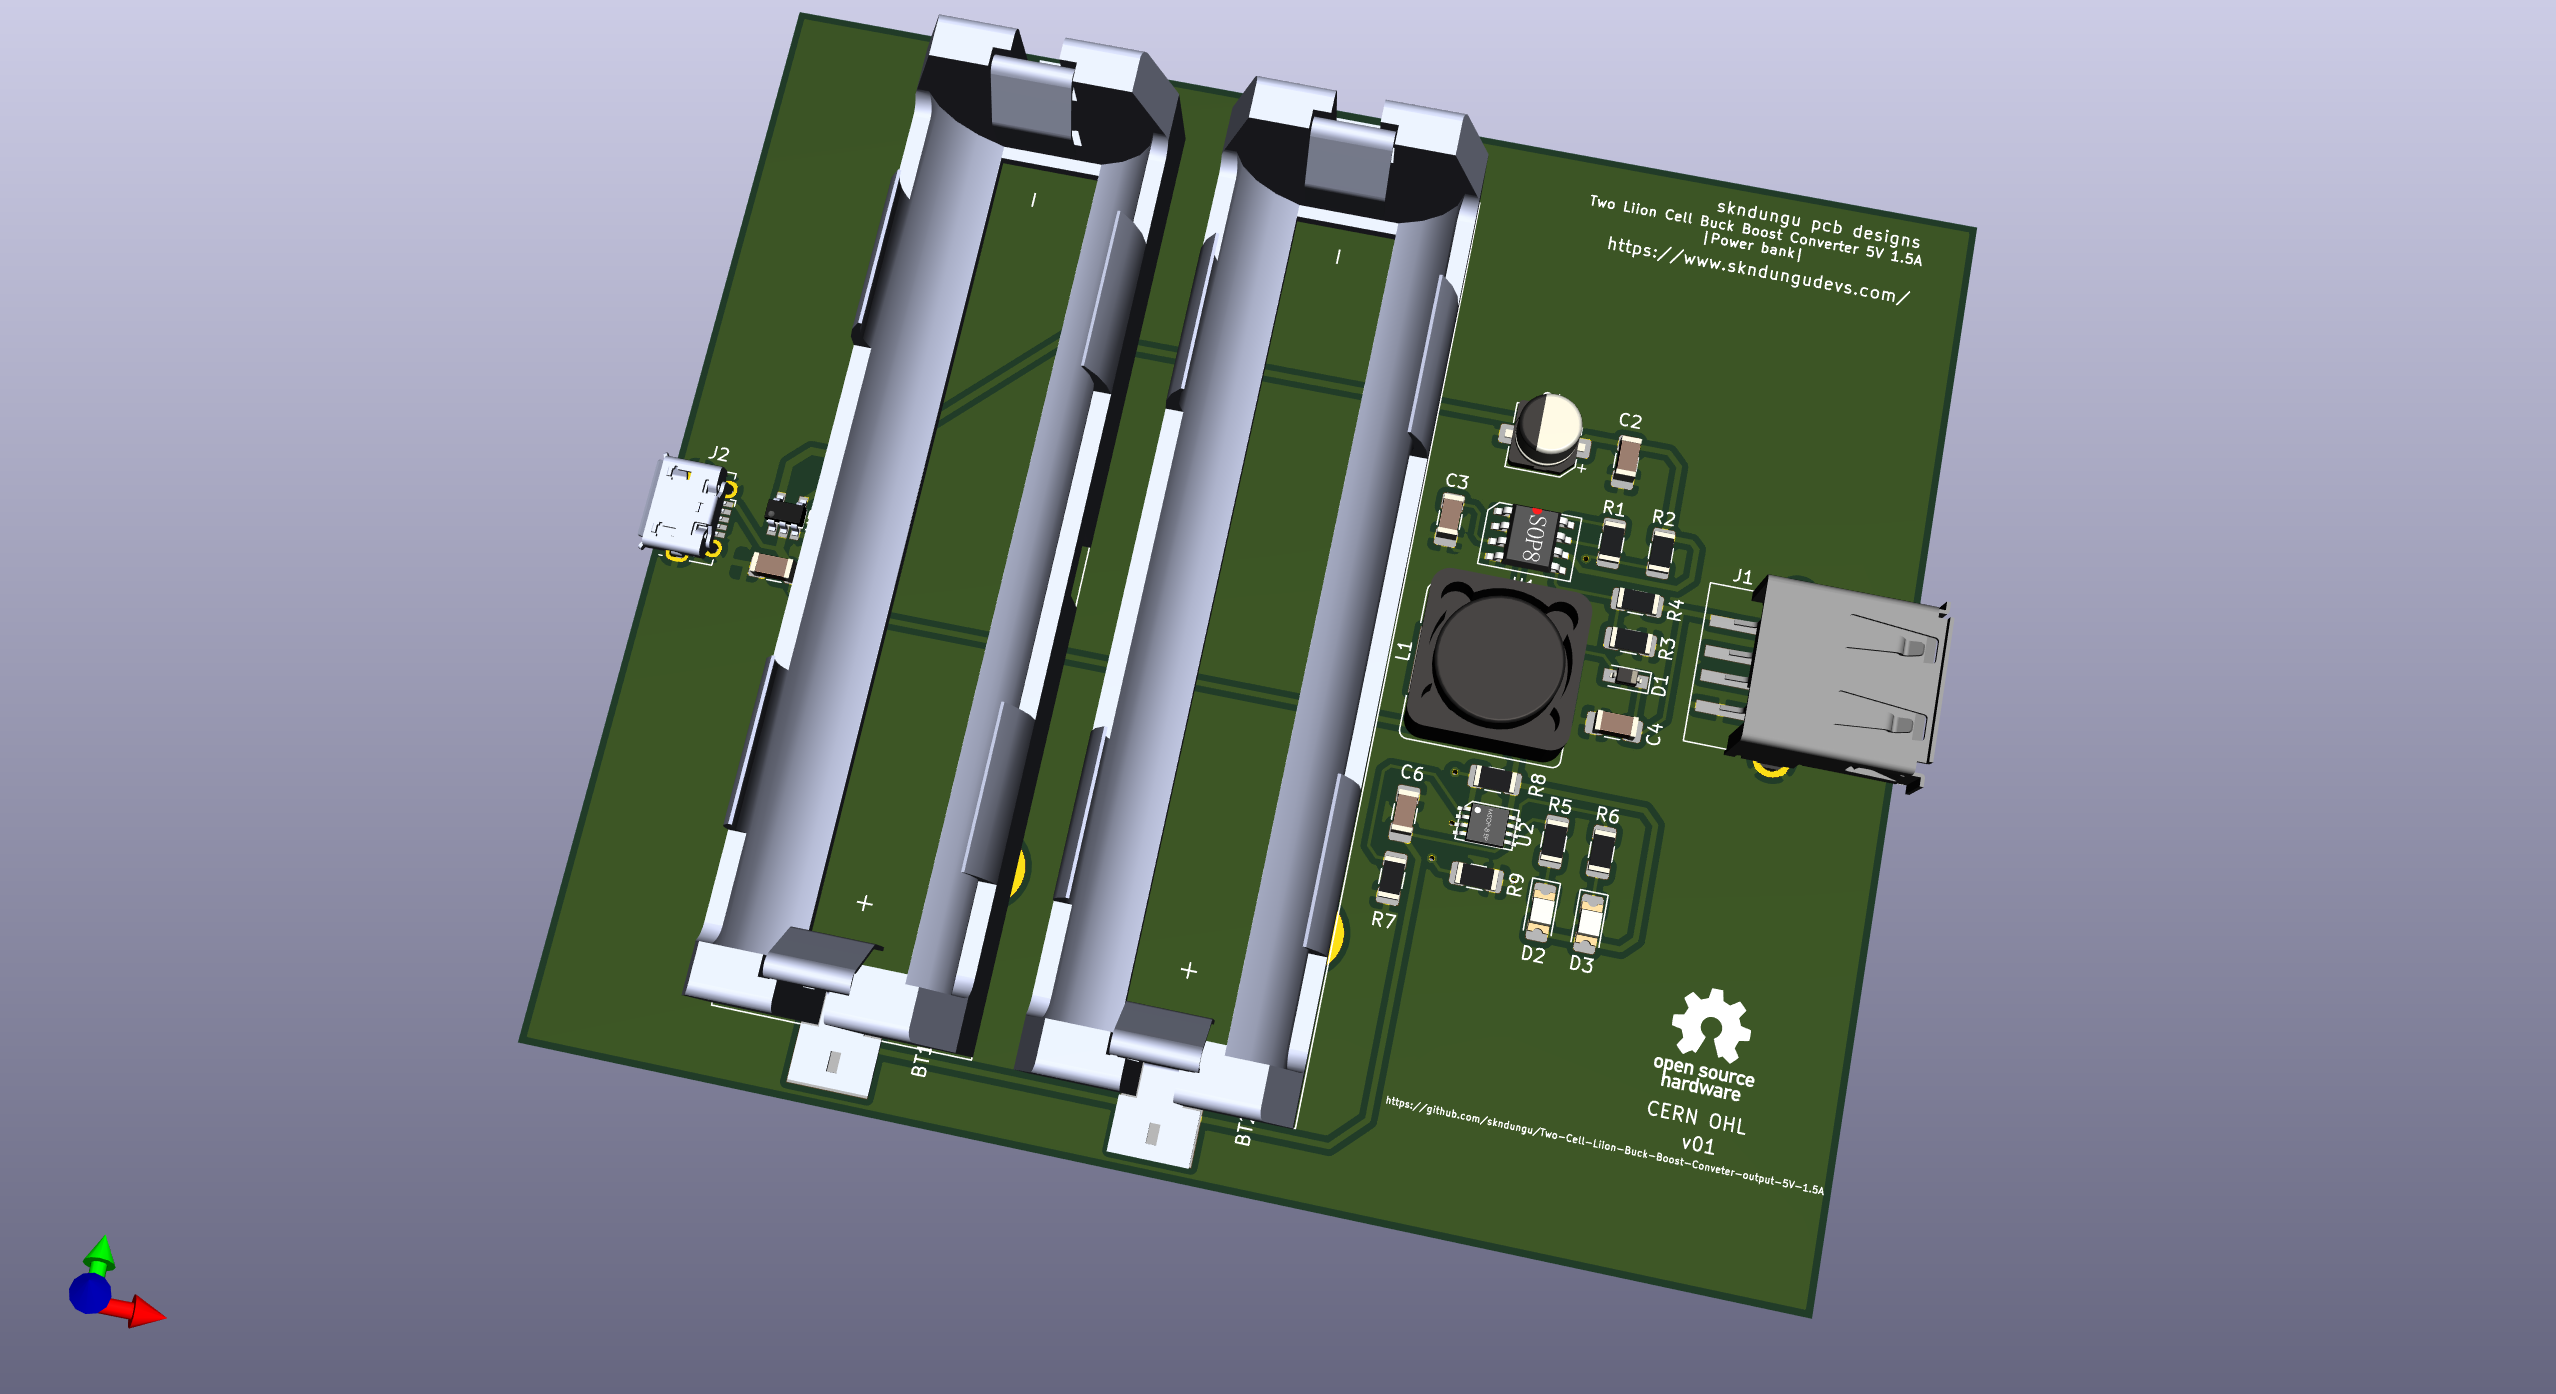 skndungu pcb designs
Two LiIon Cell Buck Boost Converter 5V 1.5A
|Power bank|
https://www.skndungudevs.com/
J2
C2
+
C3
R1
R2
SOP8
R4
J1
L1
R3
D1
C4
C6
R8
R5
R6
U2
R9
R7
D2
D3
+
+
BT1
open source
hardware
CERN OHL
v01
https://github.com/skndungu/Two-Cell-LiIon-Buck-Boost-Conveter-output-5V-1.5A